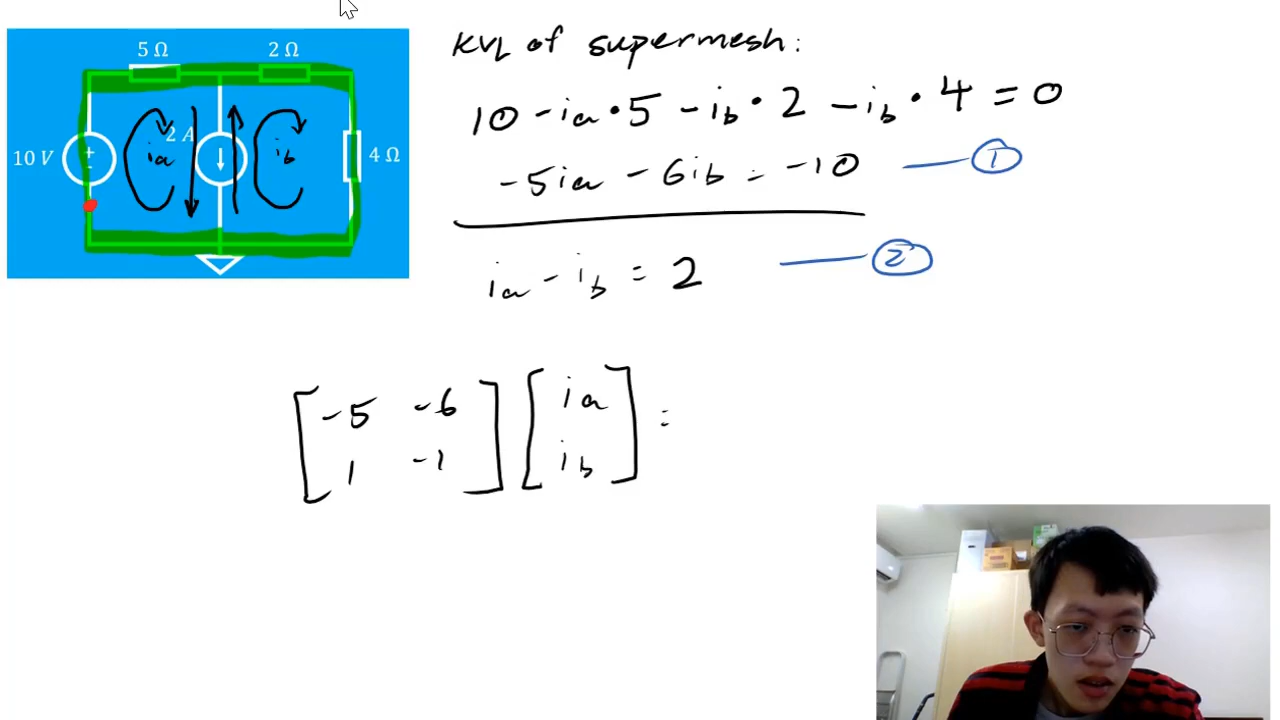 5 Ω
2 Ω
10 V
+
-
ia
2 A
ib
4 Ω
KVL of supermesh:
10 - ia • 5 - ib • 2 - ib • 4 = 0
-5ia - 6ib = -10 ①
ia - ib = 2 ②
[ -5 -6 ] [ ia ] =
[ 1 -1 ] [ ib ]